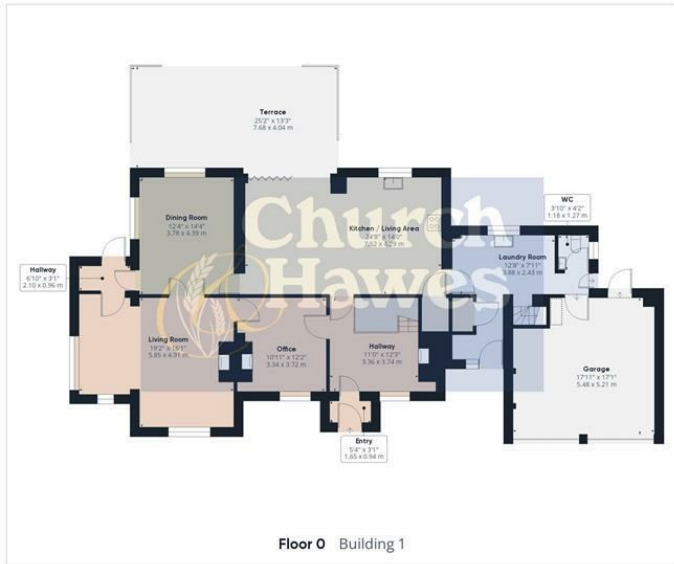 Terrace
25'2" x 13'3"
7.68 x 4.04 m
WC
3'10" x 4'2"
1.18 x 1.27 m
Dining Room
12'4" x 14'4"
3.78 x 4.39 m
Church
Hawes
Kitchen / Living Area
Laundry Room
12'8" x 7'11"
3.88 x 2.43 m
Hallway
6'10" x 3'1"
2.10 x 0.96 m
Living Room
19'2" x 16'1"
5.85 x 4.91 m
Office
10'11" x 12'2"
3.34 x 3.72 m
Hallway
11'0" x 12'3"
3.36 x 3.74 m
Garage
17'11" x 17'1"
5.48 x 5.21 m
Entry
5'4" x 3'1"
1.65 x 0.94 m
Floor 0 Building 1